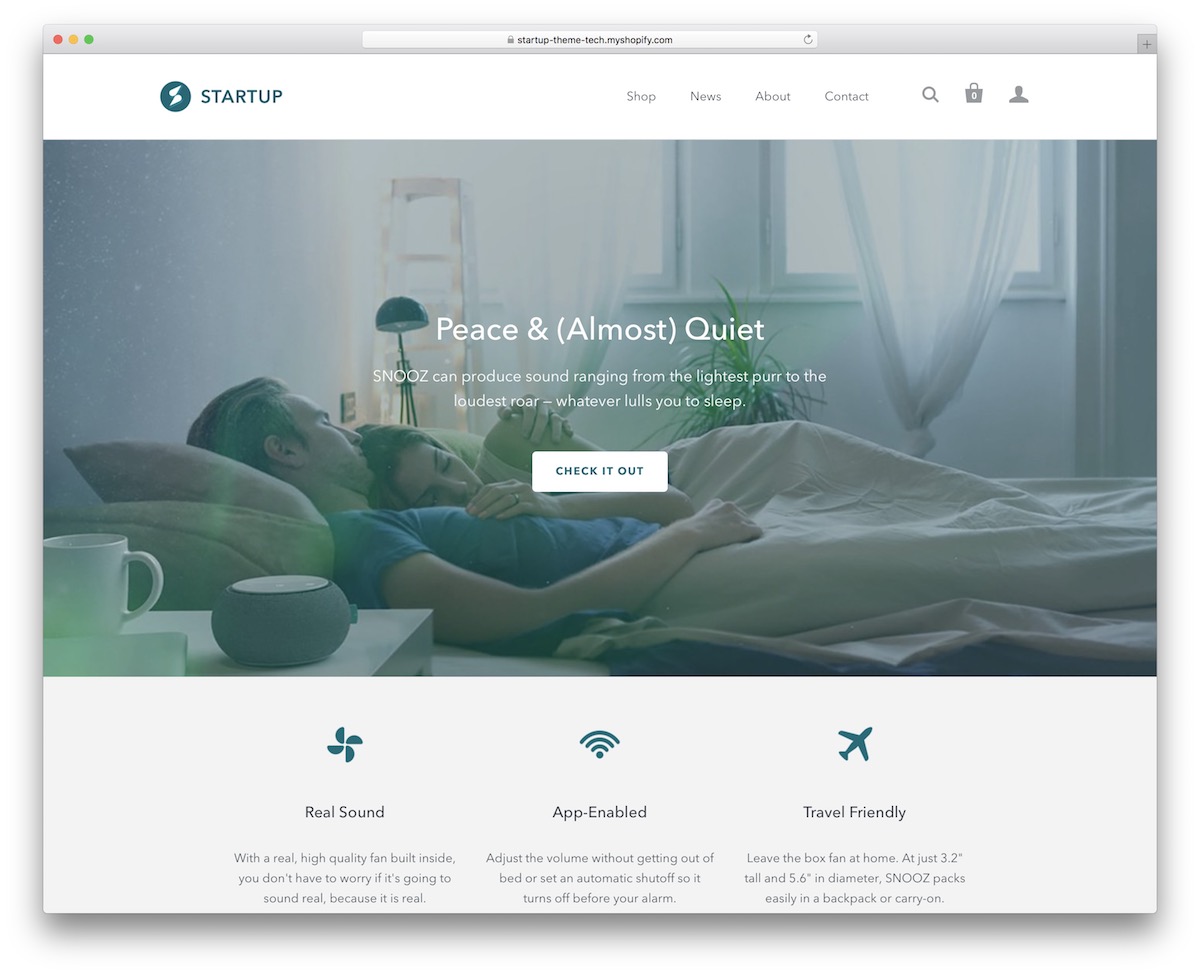 startup-theme-tech.myshopify.com
STARTUP
Shop News About Contact
0
Peace & (Almost) Quiet
SNOOZ can produce sound ranging from the lightest purr to the
loudest roar – whatever lulls you to sleep.
CHECK IT OUT
Real Sound
With a real, high quality fan built inside,
you don't have to worry if it's going to
sound real, because it is real.
App-Enabled
Adjust the volume without getting out of
bed or set an automatic shutoff so it
turns off before your alarm.
Travel Friendly
Leave the box fan at home. At just 3.2"
tall and 5.6" in diameter, SNOOZ packs
easily in a backpack or carry-on.